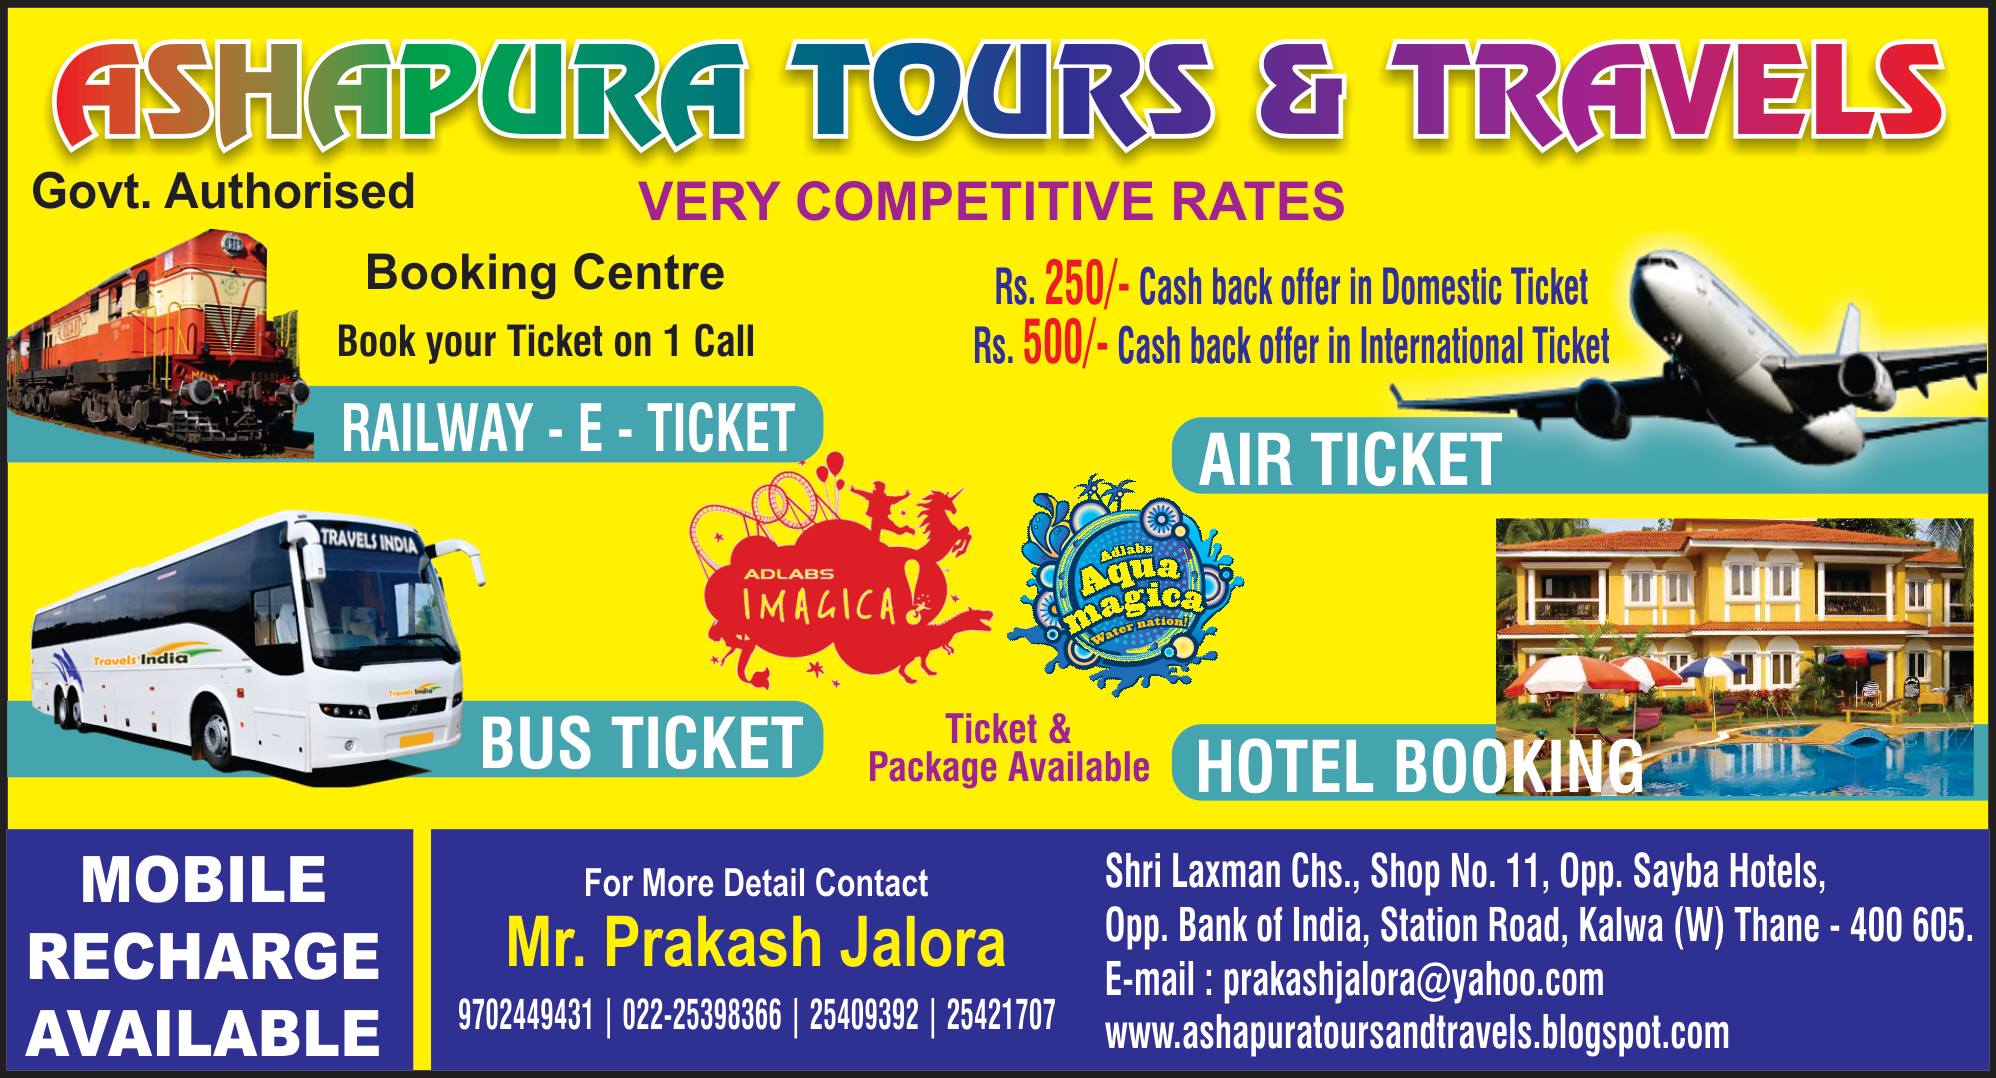 ASHAPURA TOURS & TRAVELS
Govt. Authorised
VERY COMPETITIVE RATES
Booking Centre
Book your Ticket on 1 Call
Rs. 250/- Cash back offer in Domestic Ticket
Rs. 500/- Cash back offer in International Ticket
RAILWAY - E - TICKET
AIR TICKET
TRAVELS INDIA
Travels India
Travels India
ADLABS
IMAGICA!
Adlabs
Aqua
magica
Water nation!
BUS TICKET
Ticket &
Package Available
HOTEL BOOKING
MOBILE
RECHARGE
AVAILABLE
For More Detail Contact
Mr. Prakash Jalora
9702449431 | 022-25398366 | 25409392 | 25421707
Shri Laxman Chs., Shop No. 11, Opp. Sayba Hotels,
Opp. Bank of India, Station Road, Kalwa (W) Thane - 400 605.
E-mail : prakashjalora@yahoo.com
www.ashapuratoursandtravels.blogspot.com